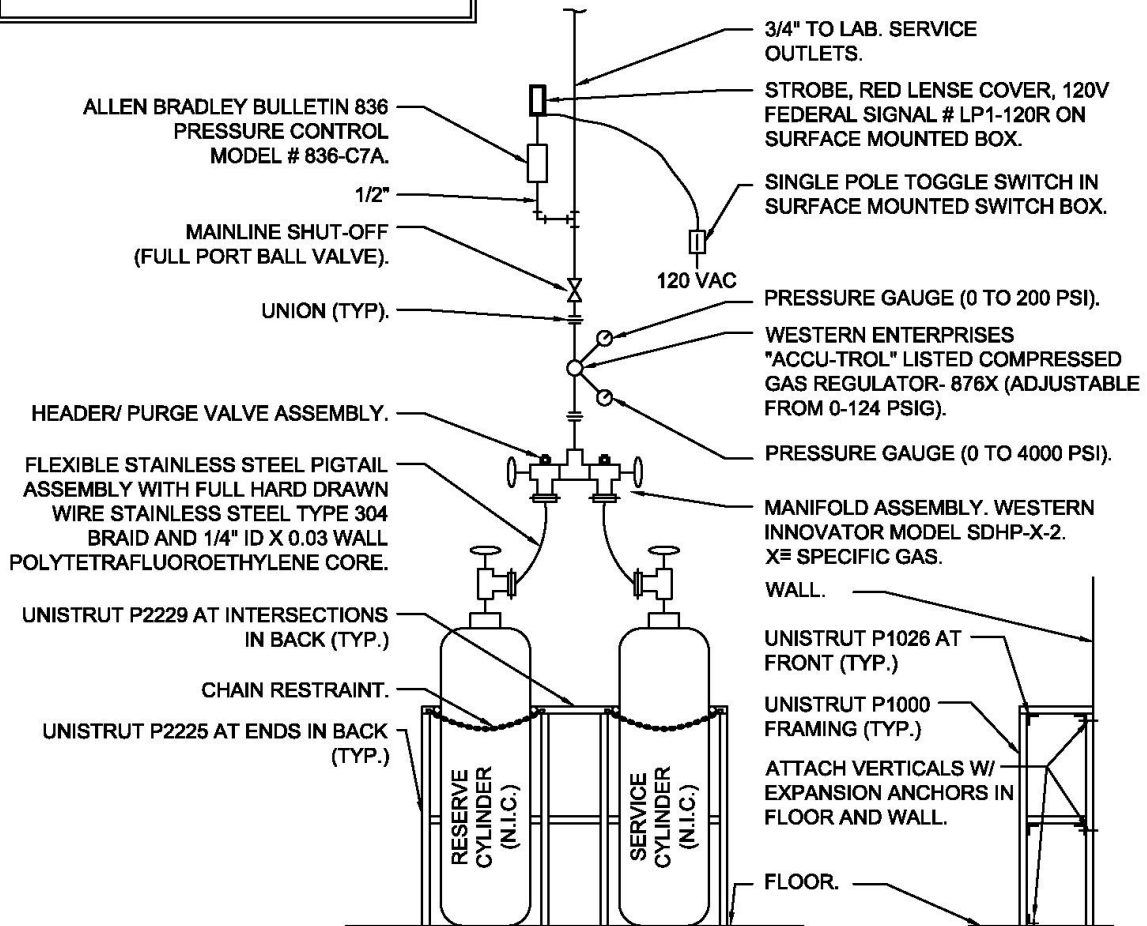 3/4" TO LAB. SERVICE
OUTLETS.
STROBE, RED LENSE COVER, 120V
FEDERAL SIGNAL # LP1-120R ON
SURFACE MOUNTED BOX.
SINGLE POLE TOGGLE SWITCH IN
SURFACE MOUNTED SWITCH BOX.
120 VAC
ALLEN BRADLEY BULLETIN 836
PRESSURE CONTROL
MODEL # 836-C7A.
1/2"
MAINLINE SHUT-OFF
(FULL PORT BALL VALVE).
UNION (TYP).
PRESSURE GAUGE (0 TO 200 PSI).
WESTERN ENTERPRISES
"ACCU-TROL" LISTED COMPRESSED
GAS REGULATOR- 876X (ADJUSTABLE
FROM 0-124 PSIG).
PRESSURE GAUGE (0 TO 4000 PSI).
HEADER/ PURGE VALVE ASSEMBLY.
FLEXIBLE STAINLESS STEEL PIGTAIL
ASSEMBLY WITH FULL HARD DRAWN
WIRE STAINLESS STEEL TYPE 304
BRAID AND 1/4" ID X 0.03 WALL
POLYTETRAFLUOROETHYLENE CORE.
MANIFOLD ASSEMBLY. WESTERN
INNOVATOR MODEL SDHP-X-2.
X≡ SPECIFIC GAS.
UNISTRUT P2229 AT INTERSECTIONS
IN BACK (TYP.)
CHAIN RESTRAINT.
UNISTRUT P2225 AT ENDS IN BACK
(TYP.)
RESERVE
CYLINDER
(N.I.C.)
SERVICE
CYLINDER
(N.I.C.)
WALL.
UNISTRUT P1026 AT
FRONT (TYP.)
UNISTRUT P1000
FRAMING (TYP.)
ATTACH VERTICALS W/
EXPANSION ANCHORS IN
FLOOR AND WALL.
FLOOR.